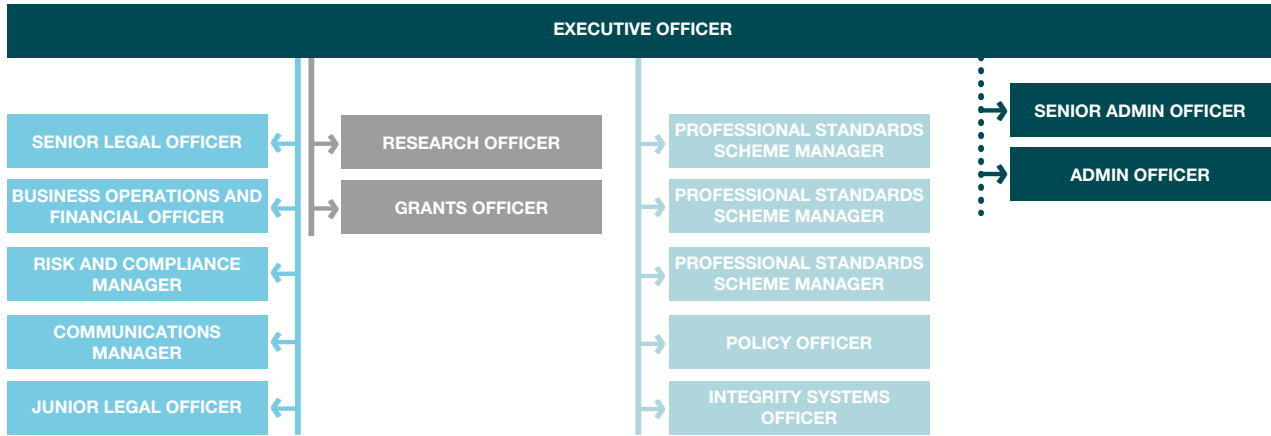 EXECUTIVE OFFICER
SENIOR LEGAL OFFICER
BUSINESS OPERATIONS AND
FINANCIAL OFFICER
RISK AND COMPLIANCE
MANAGER
COMMUNICATIONS
MANAGER
JUNIOR LEGAL OFFICER
RESEARCH OFFICER
GRANTS OFFICER
PROFESSIONAL STANDARDS
SCHEME MANAGER
PROFESSIONAL STANDARDS
SCHEME MANAGER
PROFESSIONAL STANDARDS
SCHEME MANAGER
POLICY OFFICER
INTEGRITY SYSTEMS
OFFICER
SENIOR ADMIN OFFICER
ADMIN OFFICER